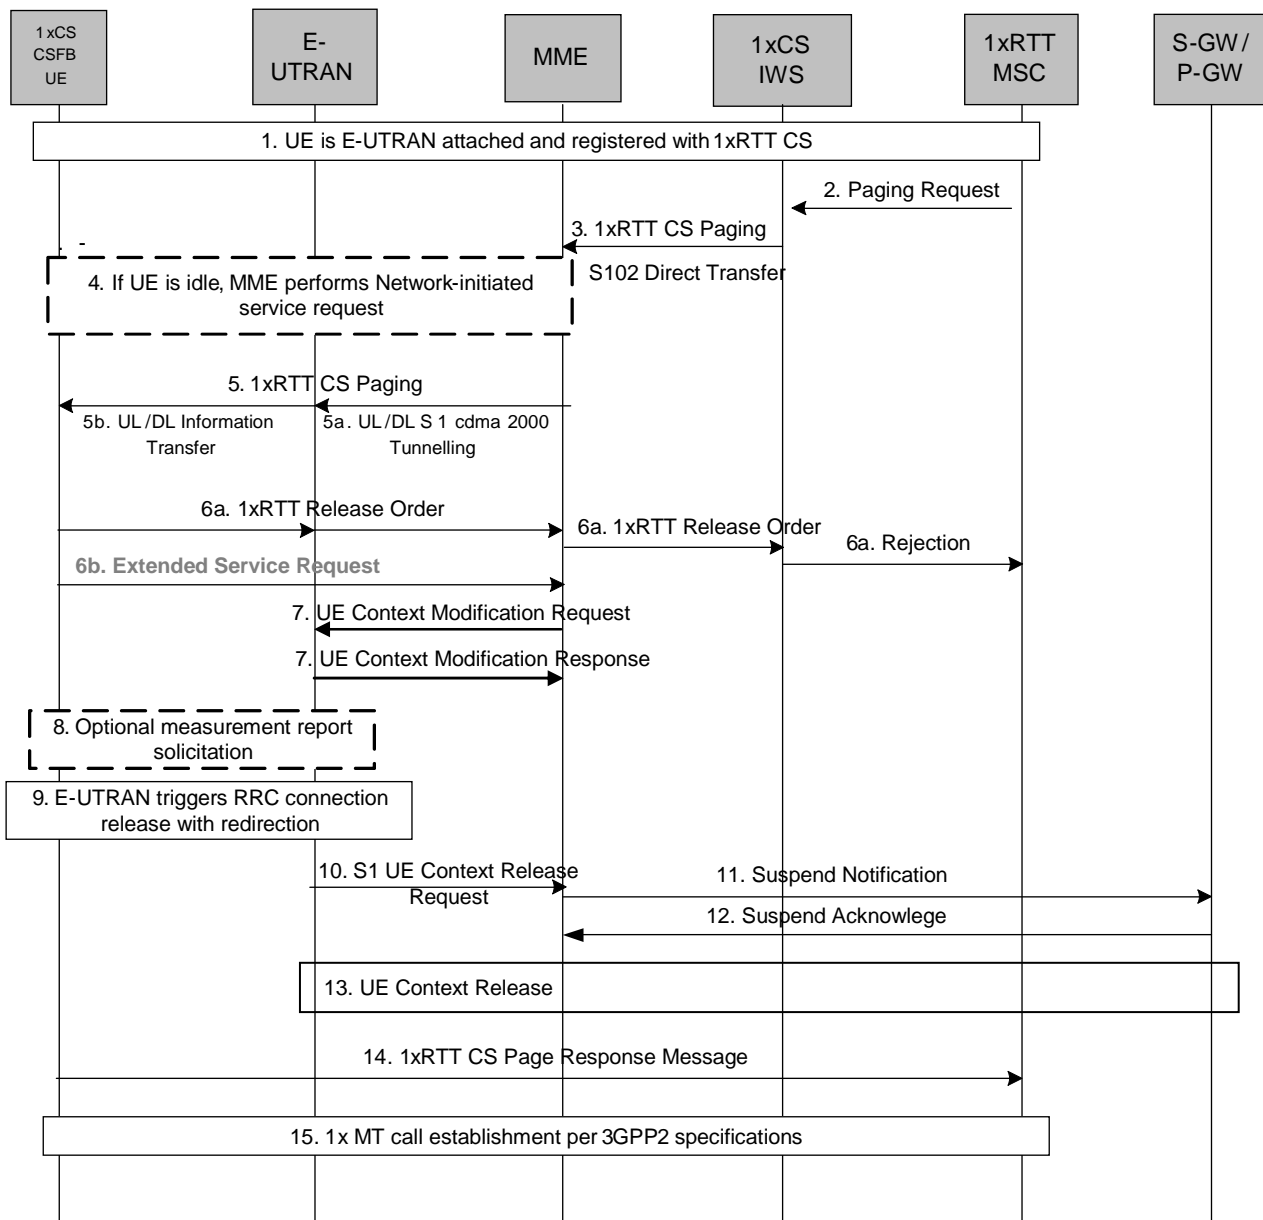 1xCS
CSFB
UE
E-
UTRAN
MME
1xCS
IWS
1xRTT
MSC
S-GW/
P-GW
1. UE is E-UTRAN attached and registered with 1xRTT CS
2. Paging Request
3. 1xRTT CS Paging
S102 Direct Transfer
4. If UE is idle, MME performs Network-initiated
service request
5. 1xRTT CS Paging
5b. UL/DL Information
Transfer
5a. UL/DL S 1 cdma 2000
Tunnelling
6a. 1xRTT Release Order
6a. 1xRTT Release Order
6a. Rejection
6b. Extended Service Request
7. UE Context Modification Request
7. UE Context Modification Response
8. Optional measurement report
solicitation
9. E-UTRAN triggers RRC connection
release with redirection
10. S1 UE Context Release
Request
11. Suspend Notification
12. Suspend Acknowlege
13. UE Context Release
14. 1xRTT CS Page Response Message
15. 1x MT call establishment per 3GPP2 specifications